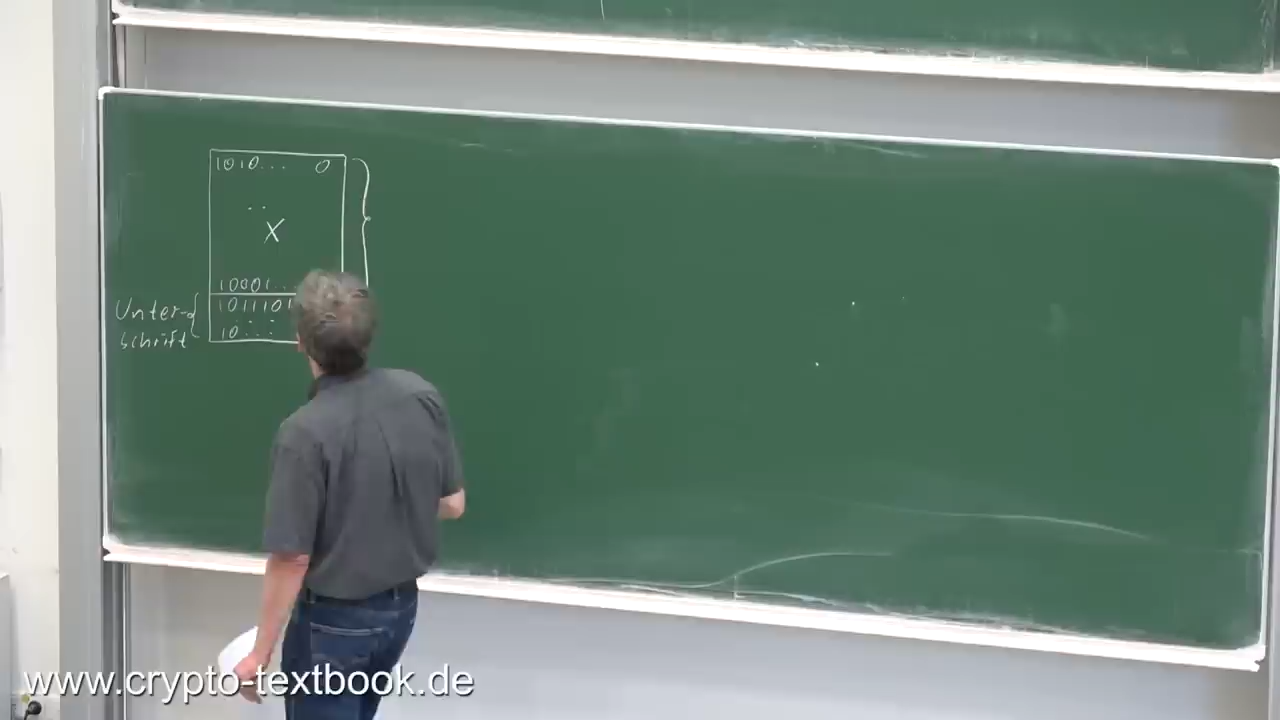 1010... 0
..
X
10001..
Unter-
1011101
schrift
10...
www.crypto-textbook.de